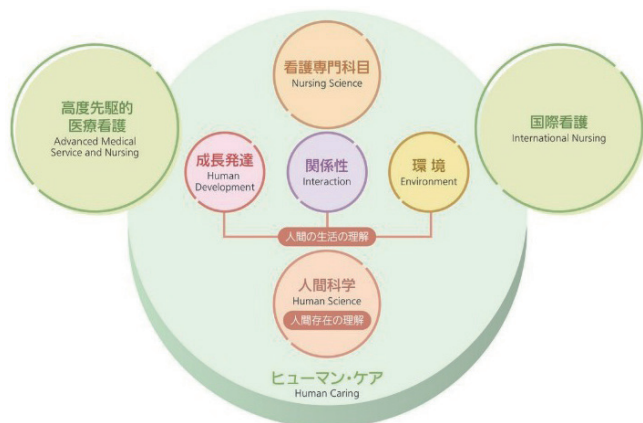 看護専門科目
Nursing Science
高度先駆的
医療看護
Advanced Medical
Service and Nursing
国際看護
International Nursing
成長発達
Human
Development
関係性
Interaction
環 境
Environment
人間の生活の理解
人間科学
Human Science
人間存在の理解
ヒューマン・ケア
Human Caring